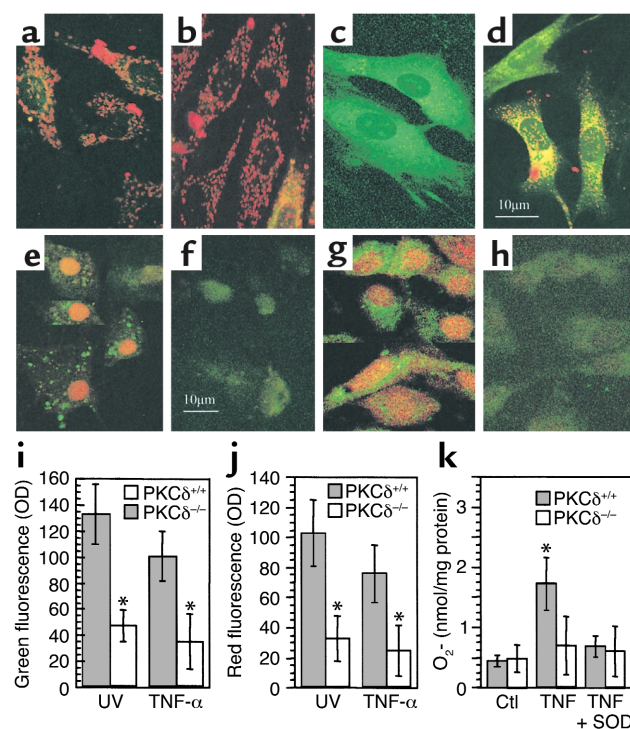 a
b
c
d
10μm
e
f
g
h
10μm
i
Green fluorescence (OD)
160
140
120
100
80
60
40
20
0
PKCδ+/+
PKCδ−/−
*
*
UV
TNF-α
j
Red fluorescence (OD)
140
120
100
80
60
40
20
0
PKCδ+/+
PKCδ−/−
*
*
UV
TNF-α
k
O2- (nmol/mg protein)
3
2
1
0
PKCδ+/+
PKCδ−/−
*
Ctl
TNF
TNF
+ SOD